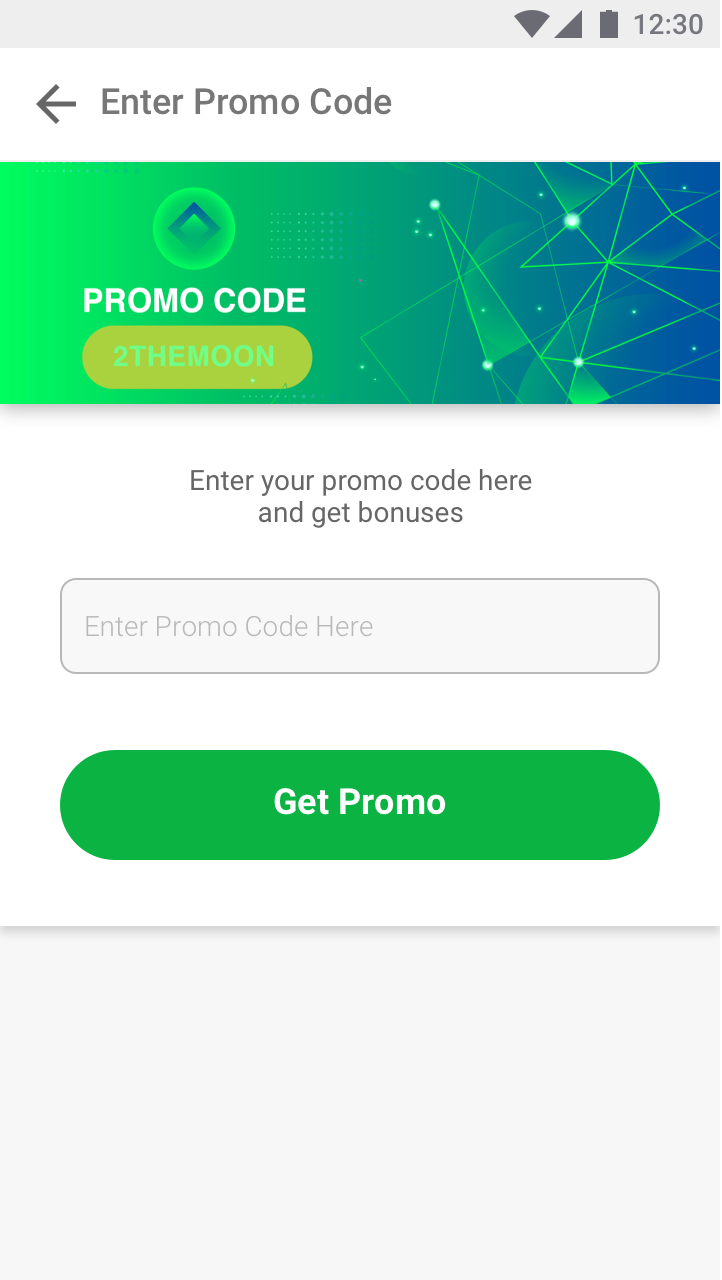 12:30
Enter Promo Code
PROMO CODE
2THEMOON
Enter your promo code here
and get bonuses
Enter Promo Code Here
Get Promo